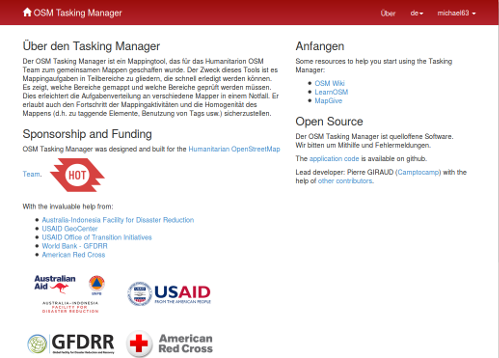 OSM Tasking Manager
Über
de
michael63
Über den Tasking Manager
Der OSM Tasking Manager ist ein Mappingtool, das für das Humanitarion OSM
Team zum gemeinsamen Mappen geschaffen wurde. Der Zweck dieses Tools ist es
Mappingaufgaben in Teilbereiche zu gliedern, die schnell erledigt werden können.
Es zeigt, welche Bereiche gemappt und welche Bereiche geprüft werden müssen.
Dies erleichtert die Aufgabenverteilung an verschiedene Mapper in einem Notfall. Er
erlaubt auch den Fortschritt der Mappingaktivitäten und die Homogenität des
Mappens (d.h. zu taggende Elemente, Benutzung von Tags usw.) sicherzustellen.
Sponsorship and Funding
OSM Tasking Manager was designed and built for the Humanitarian OpenStreetMap
Team.
HOT
With the invaluable help from:
Australia-Indonesia Facility for Disaster Reduction
USAID GeoCenter
USAID Office of Transition Initiatives
World Bank - GFDRR
American Red Cross
Australian
Aid
AUSTRALIA-INDONESIA
FACILITY FOR
DISASTER REDUCTION
USAID
FROM THE AMERICAN PEOPLE
GFDRR
Global Facility for Disaster Reduction and Recovery
American
Red Cross
Anfangen
Some resources to help you start using the Tasking
Manager:
OSM Wiki
LearnOSM
MapGive
Open Source
Der OSM Tasking Manager ist quelloffene Software.
Wir bitten um Mithilfe und Fehlermeldungen.
The application code is available on github.
Lead developer: Pierre GIRAUD (Camptocamp) with the
help of other contributors.